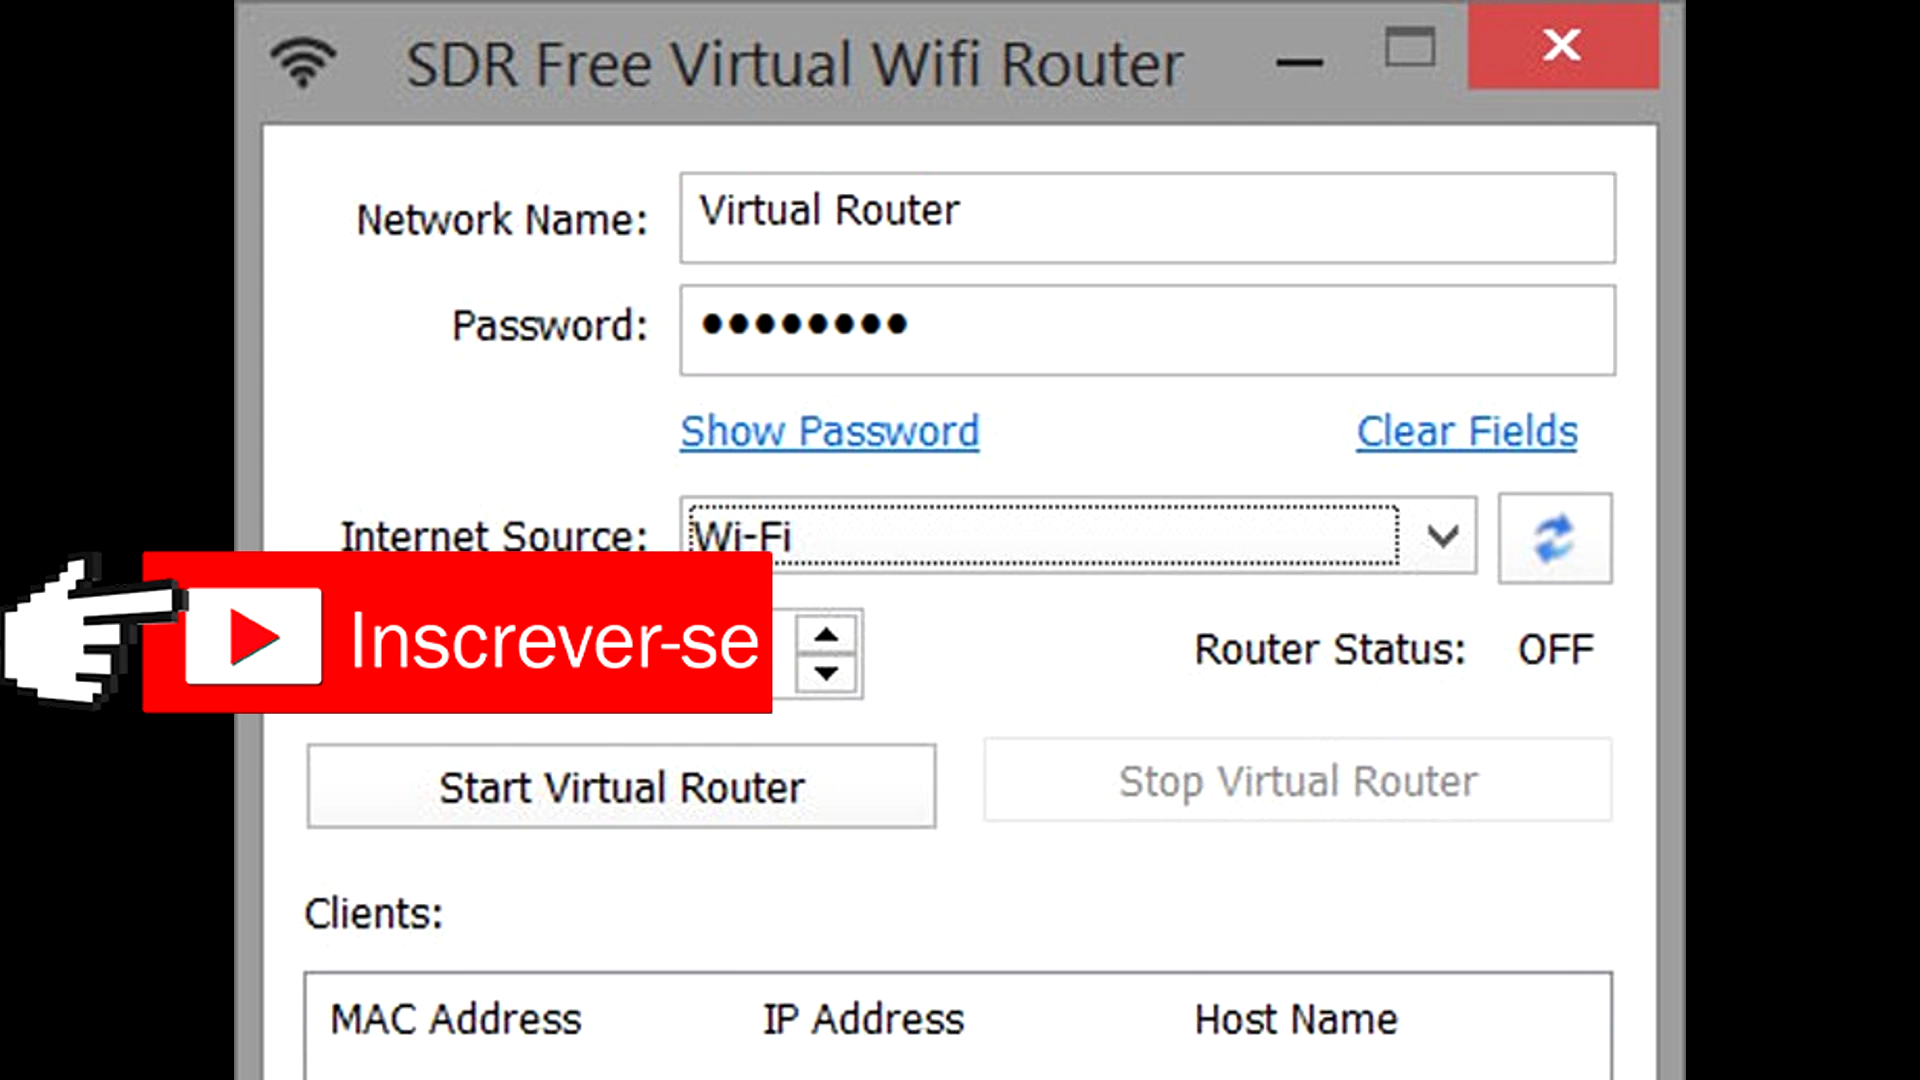 SDR Free Virtual Wifi Router
Network Name: Virtual Router
Password: ••••••••
Show Password Clear Fields
Internet Source: Wi-Fi
Inscrever-se
Router Status: OFF
Start Virtual Router Stop Virtual Router
Clients:
MAC Address IP Address Host Name